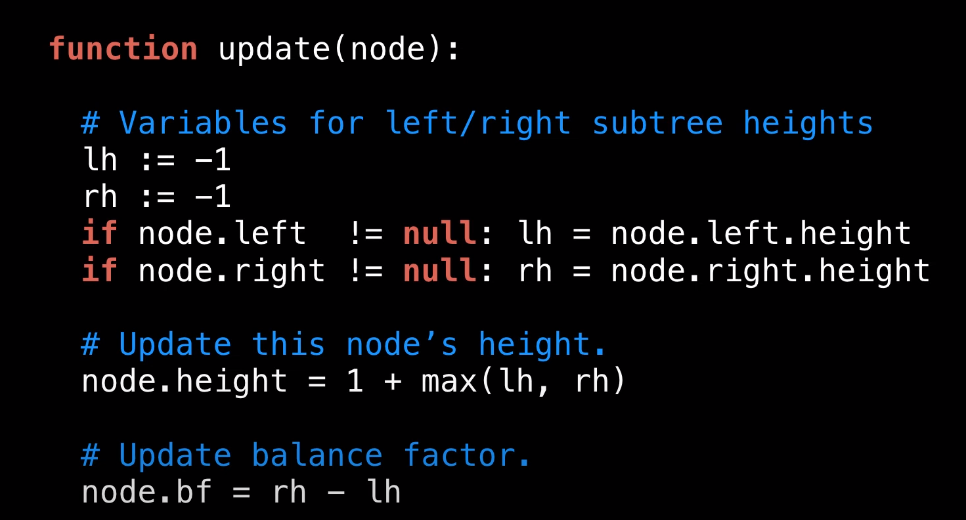 function update(node):
# Variables for left/right subtree heights
lh := -1
rh := -1
if node.left  != null: lh = node.left.height
if node.right != null: rh = node.right.height
# Update this node’s height.
node.height = 1 + max(lh, rh)
# Update balance factor.
node.bf = rh - lh